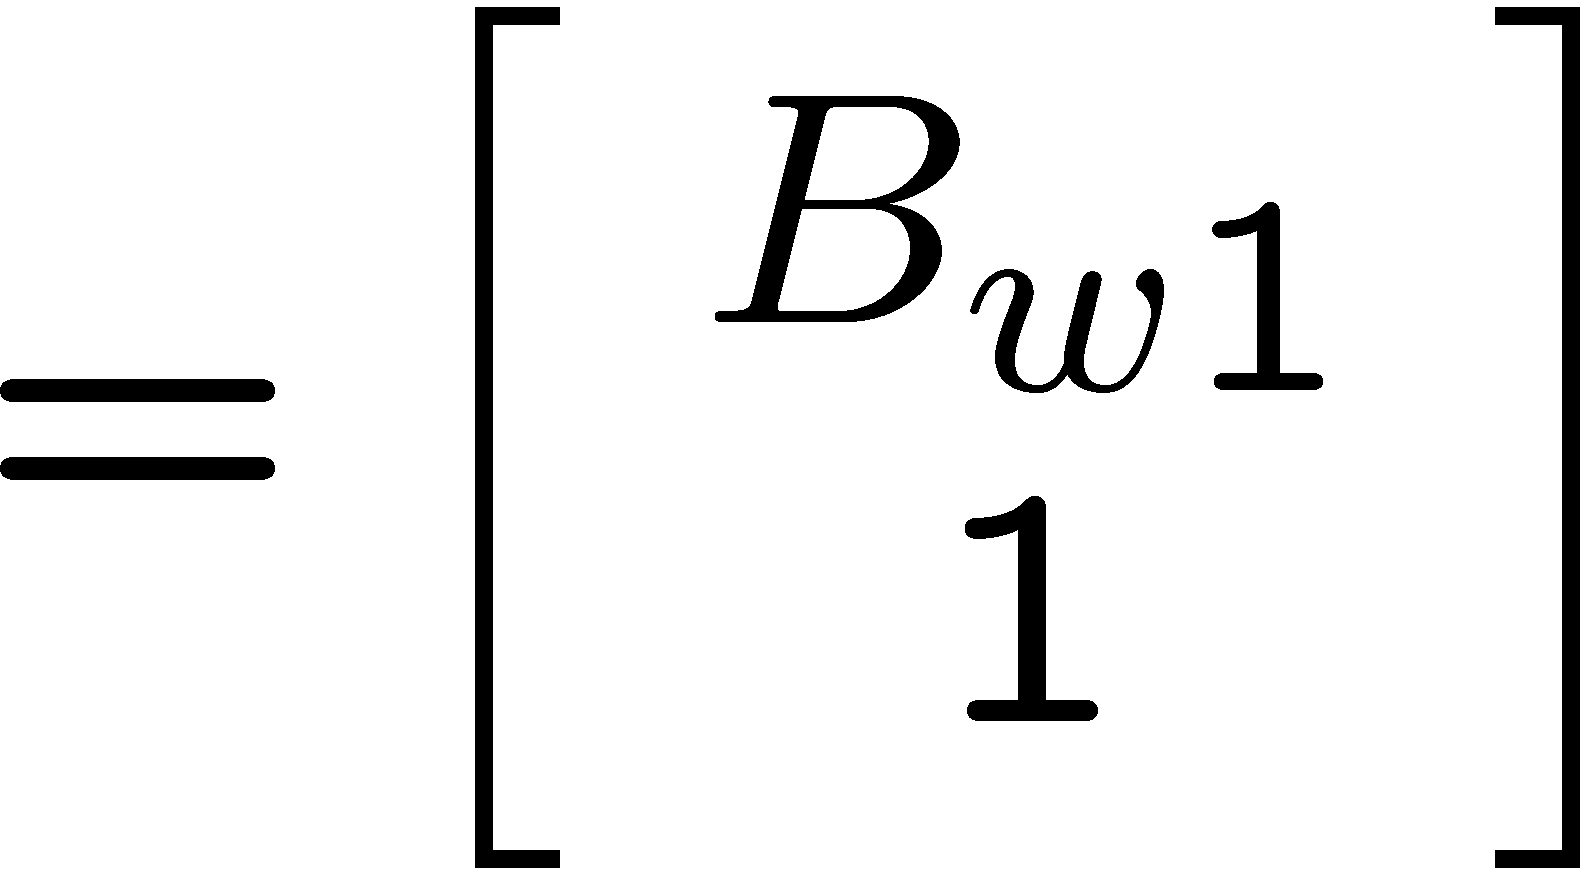 = [ B_{w1}
1 ]